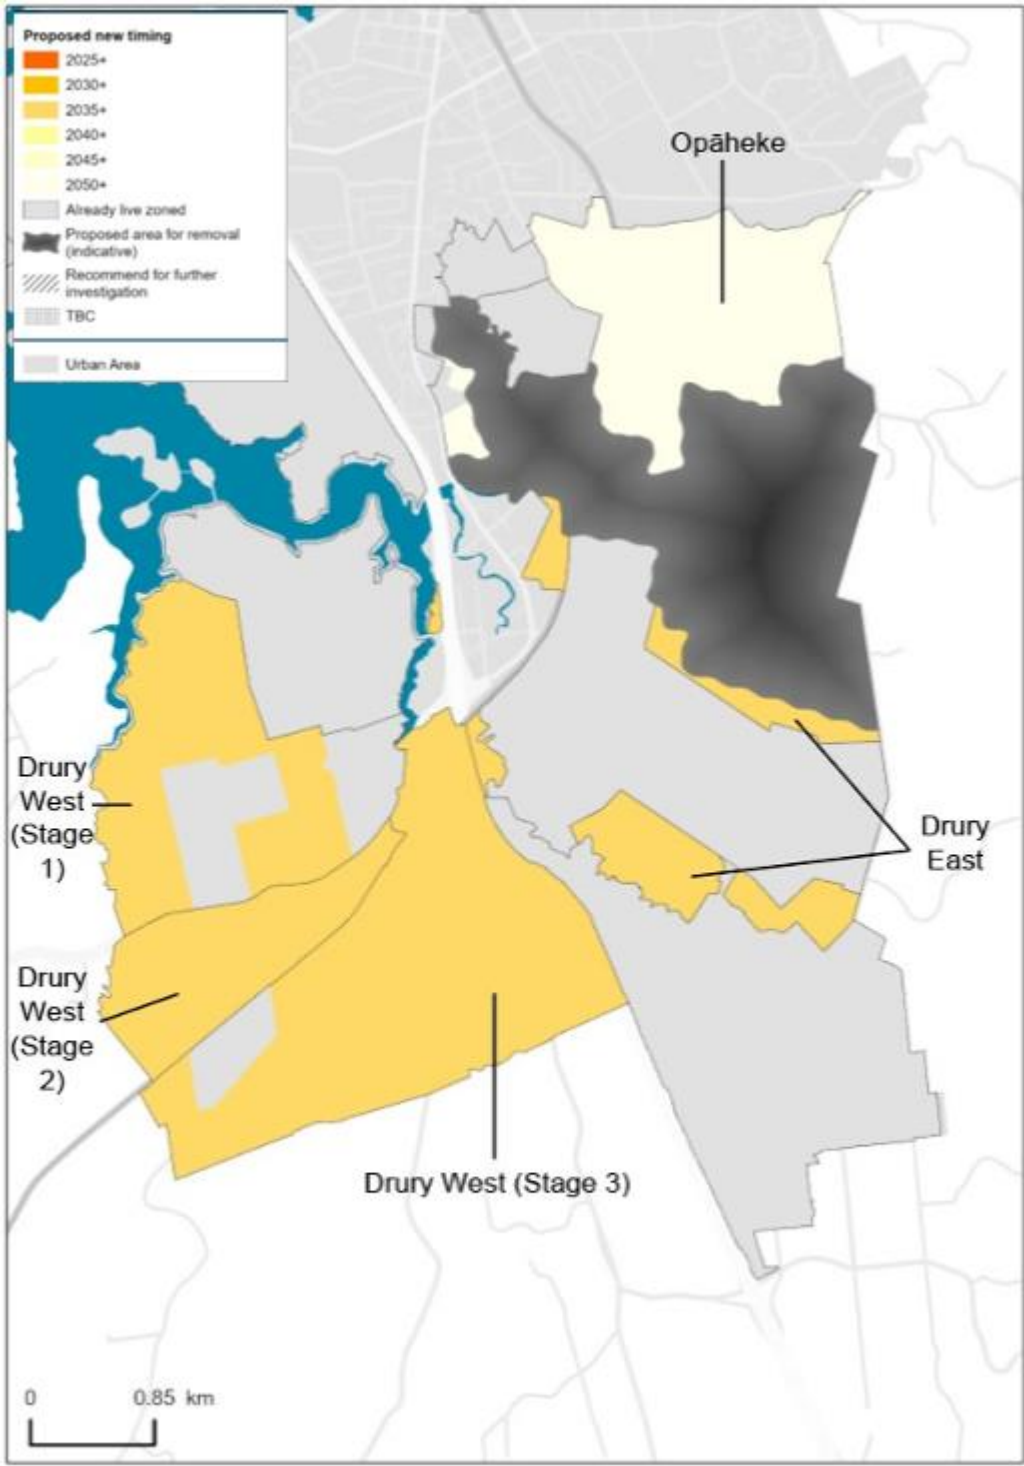 Proposed new timing
2025+
2030+
2035+
2040+
2045+
2050+
Already live zoned
Proposed area for removal
(indicative)
Recommend for further
investigation
TBC
Urban Area
Opāheke
Drury
West
(Stage
1)
Drury
East
Drury
West
(Stage
2)
Drury West (Stage 3)
0 0.85 km